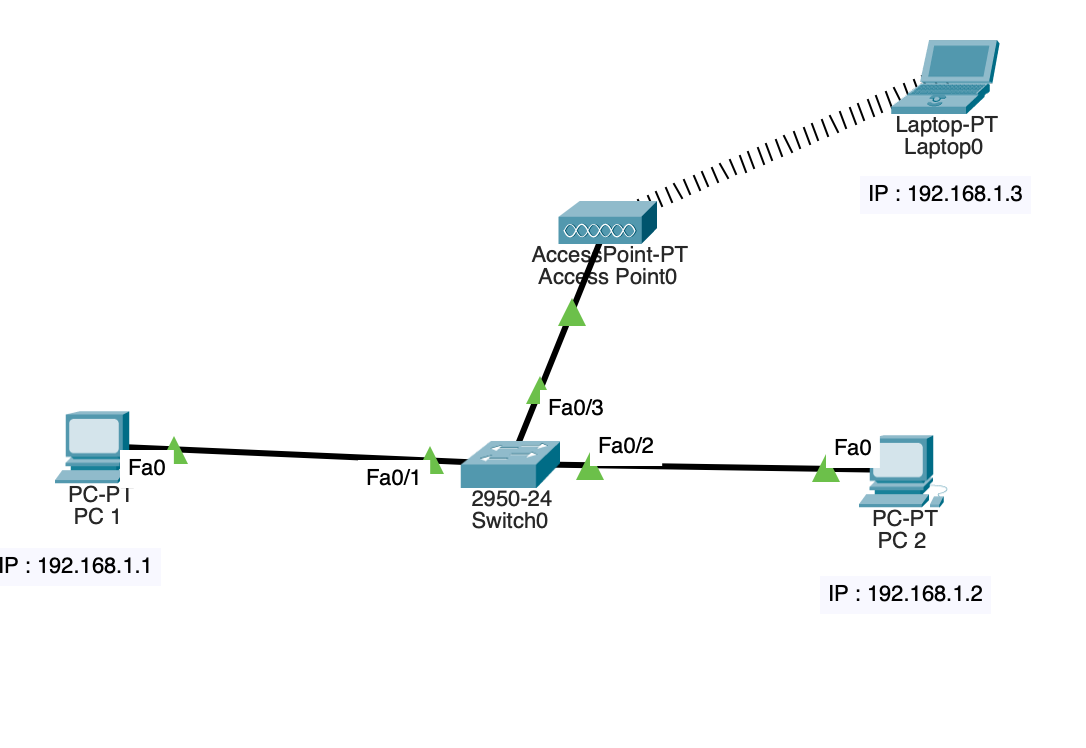 Laptop-PT
Laptop0
IP : 192.168.1.3
AccessPoint-PT
Access Point0
Fa0/3
Fa0/2
Fa0
Fa0
Fa0/1
PC-PT
PC 1
2950-24
Switch0
PC-PT
PC 2
IP : 192.168.1.1
IP : 192.168.1.2